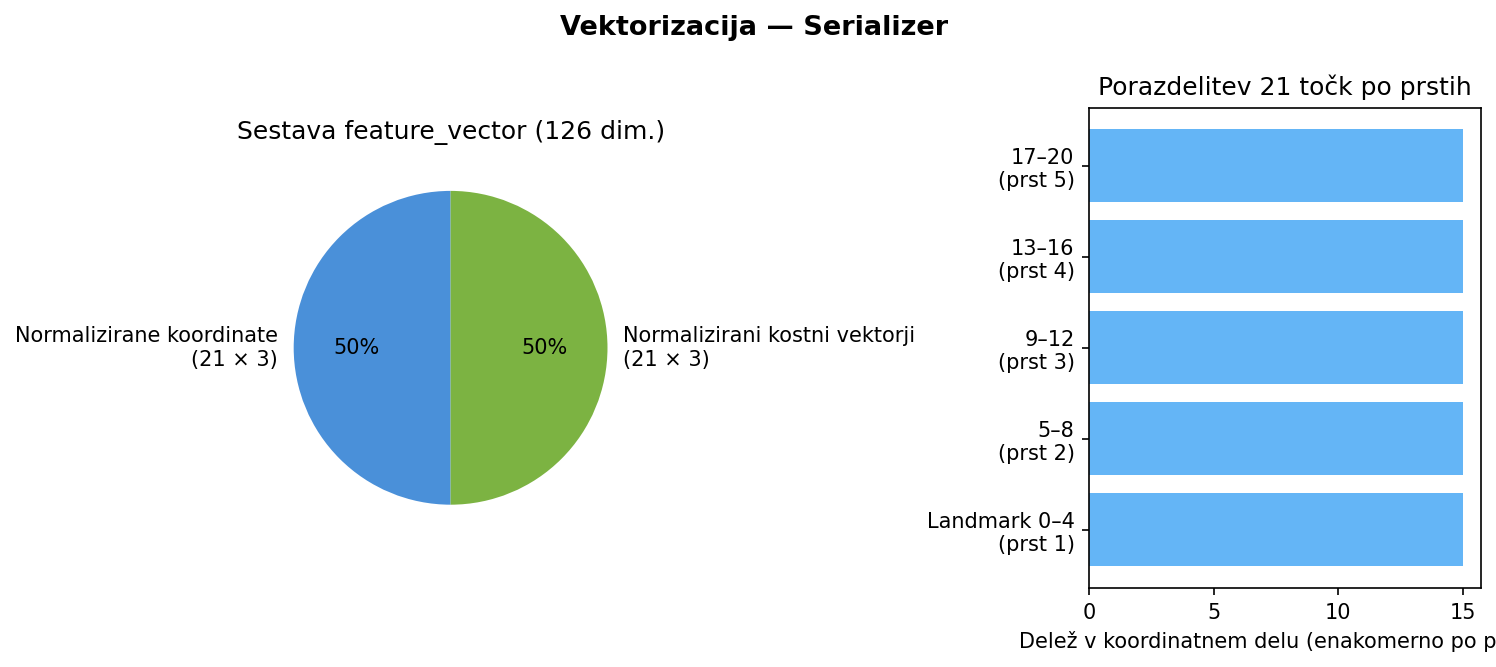 Vektorizacija — Serializer
Sestava feature_vector (126 dim.)
Normalizirane koordinate
(21 × 3)
50%
50%
Normalizirani kostni vektorji
(21 × 3)
Porazdelitev 21 točk po prstih
17–20
(prst 5)
13–16
(prst 4)
9–12
(prst 3)
5–8
(prst 2)
Landmark 0–4
(prst 1)
0 5 10 15
Delež v koordinatnem delu (enakomerno po p